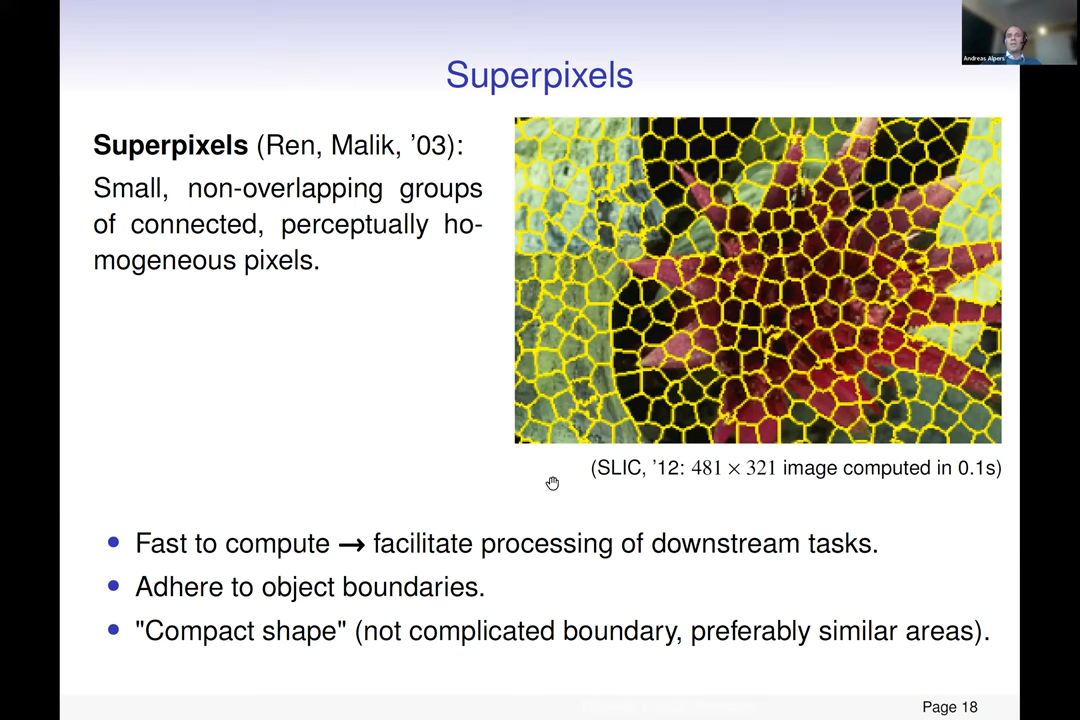 Andreas Alpers
Superpixels
Superpixels (Ren, Malik, ’03):
Small, non-overlapping groups
of connected, perceptually ho-
mogeneous pixels.
(SLIC, ’12: 481 × 321 image computed in 0.1s)
• Fast to compute → facilitate processing of downstream tasks.
• Adhere to object boundaries.
• "Compact shape" (not complicated boundary, preferably similar areas).
Page 18